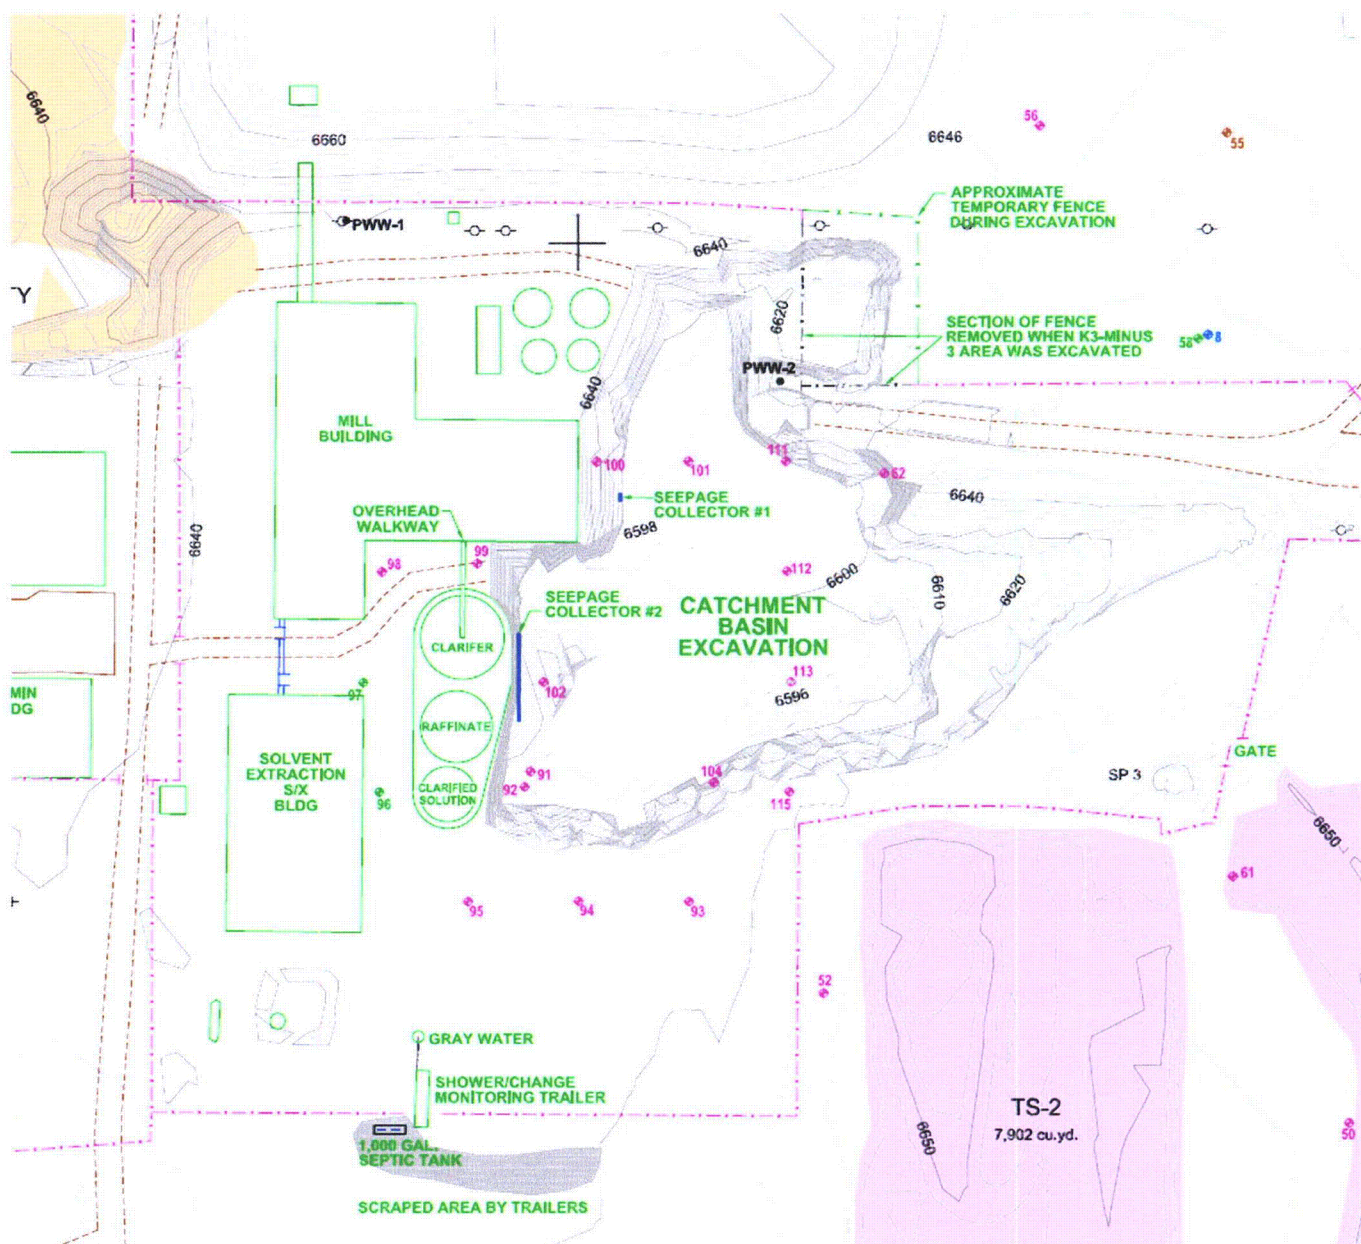 6640
56
55
6660
6646
APPROXIMATE
TEMPORARY FENCE
DURING EXCAVATION
PWW-1
6640
TY
6620
SECTION OF FENCE
REMOVED WHEN K3-MINUS
3 AREA WAS EXCAVATED
58
8
PWW-2
6640
MILL
BUILDING
100
101
111
62
SEEPAGE
COLLECTOR #1
6640
OVERHEAD
WALKWAY
6598
6640
99
98
112
6600
6610
6620
SEEPAGE
COLLECTOR #2
CATCHMENT
BASIN
EXCAVATION
CLARIFER
113
97
102
6596
MIN
DG
RAFFINATE
GATE
SOLVENT
EXTRACTION
S/X
BLDG
91
92
104
SP 3
CLARIFIED
SOLUTION
96
115
6650
61
95
94
93
52
GRAY WATER
SHOWER/CHANGE
MONITORING TRAILER
TS-2
7,902 cu.yd.
6650
50
1,000 GAL.
SEPTIC TANK
SCRAPED AREA BY TRAILERS